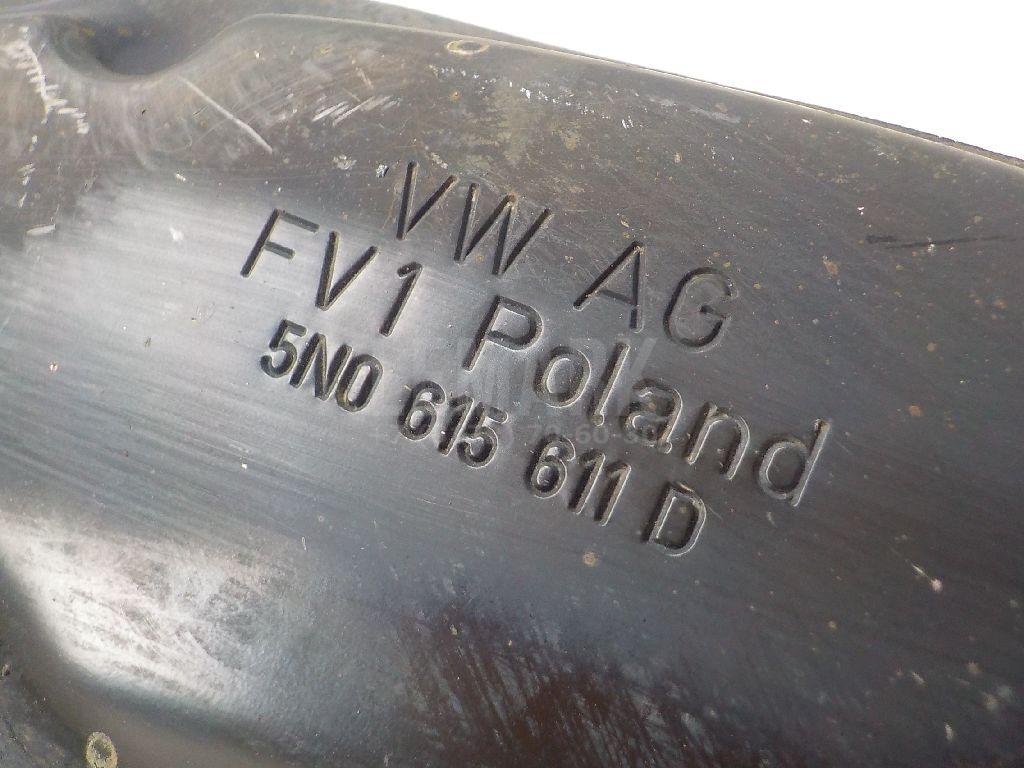 VW AG
FV1 Poland
5N0 615 611 D